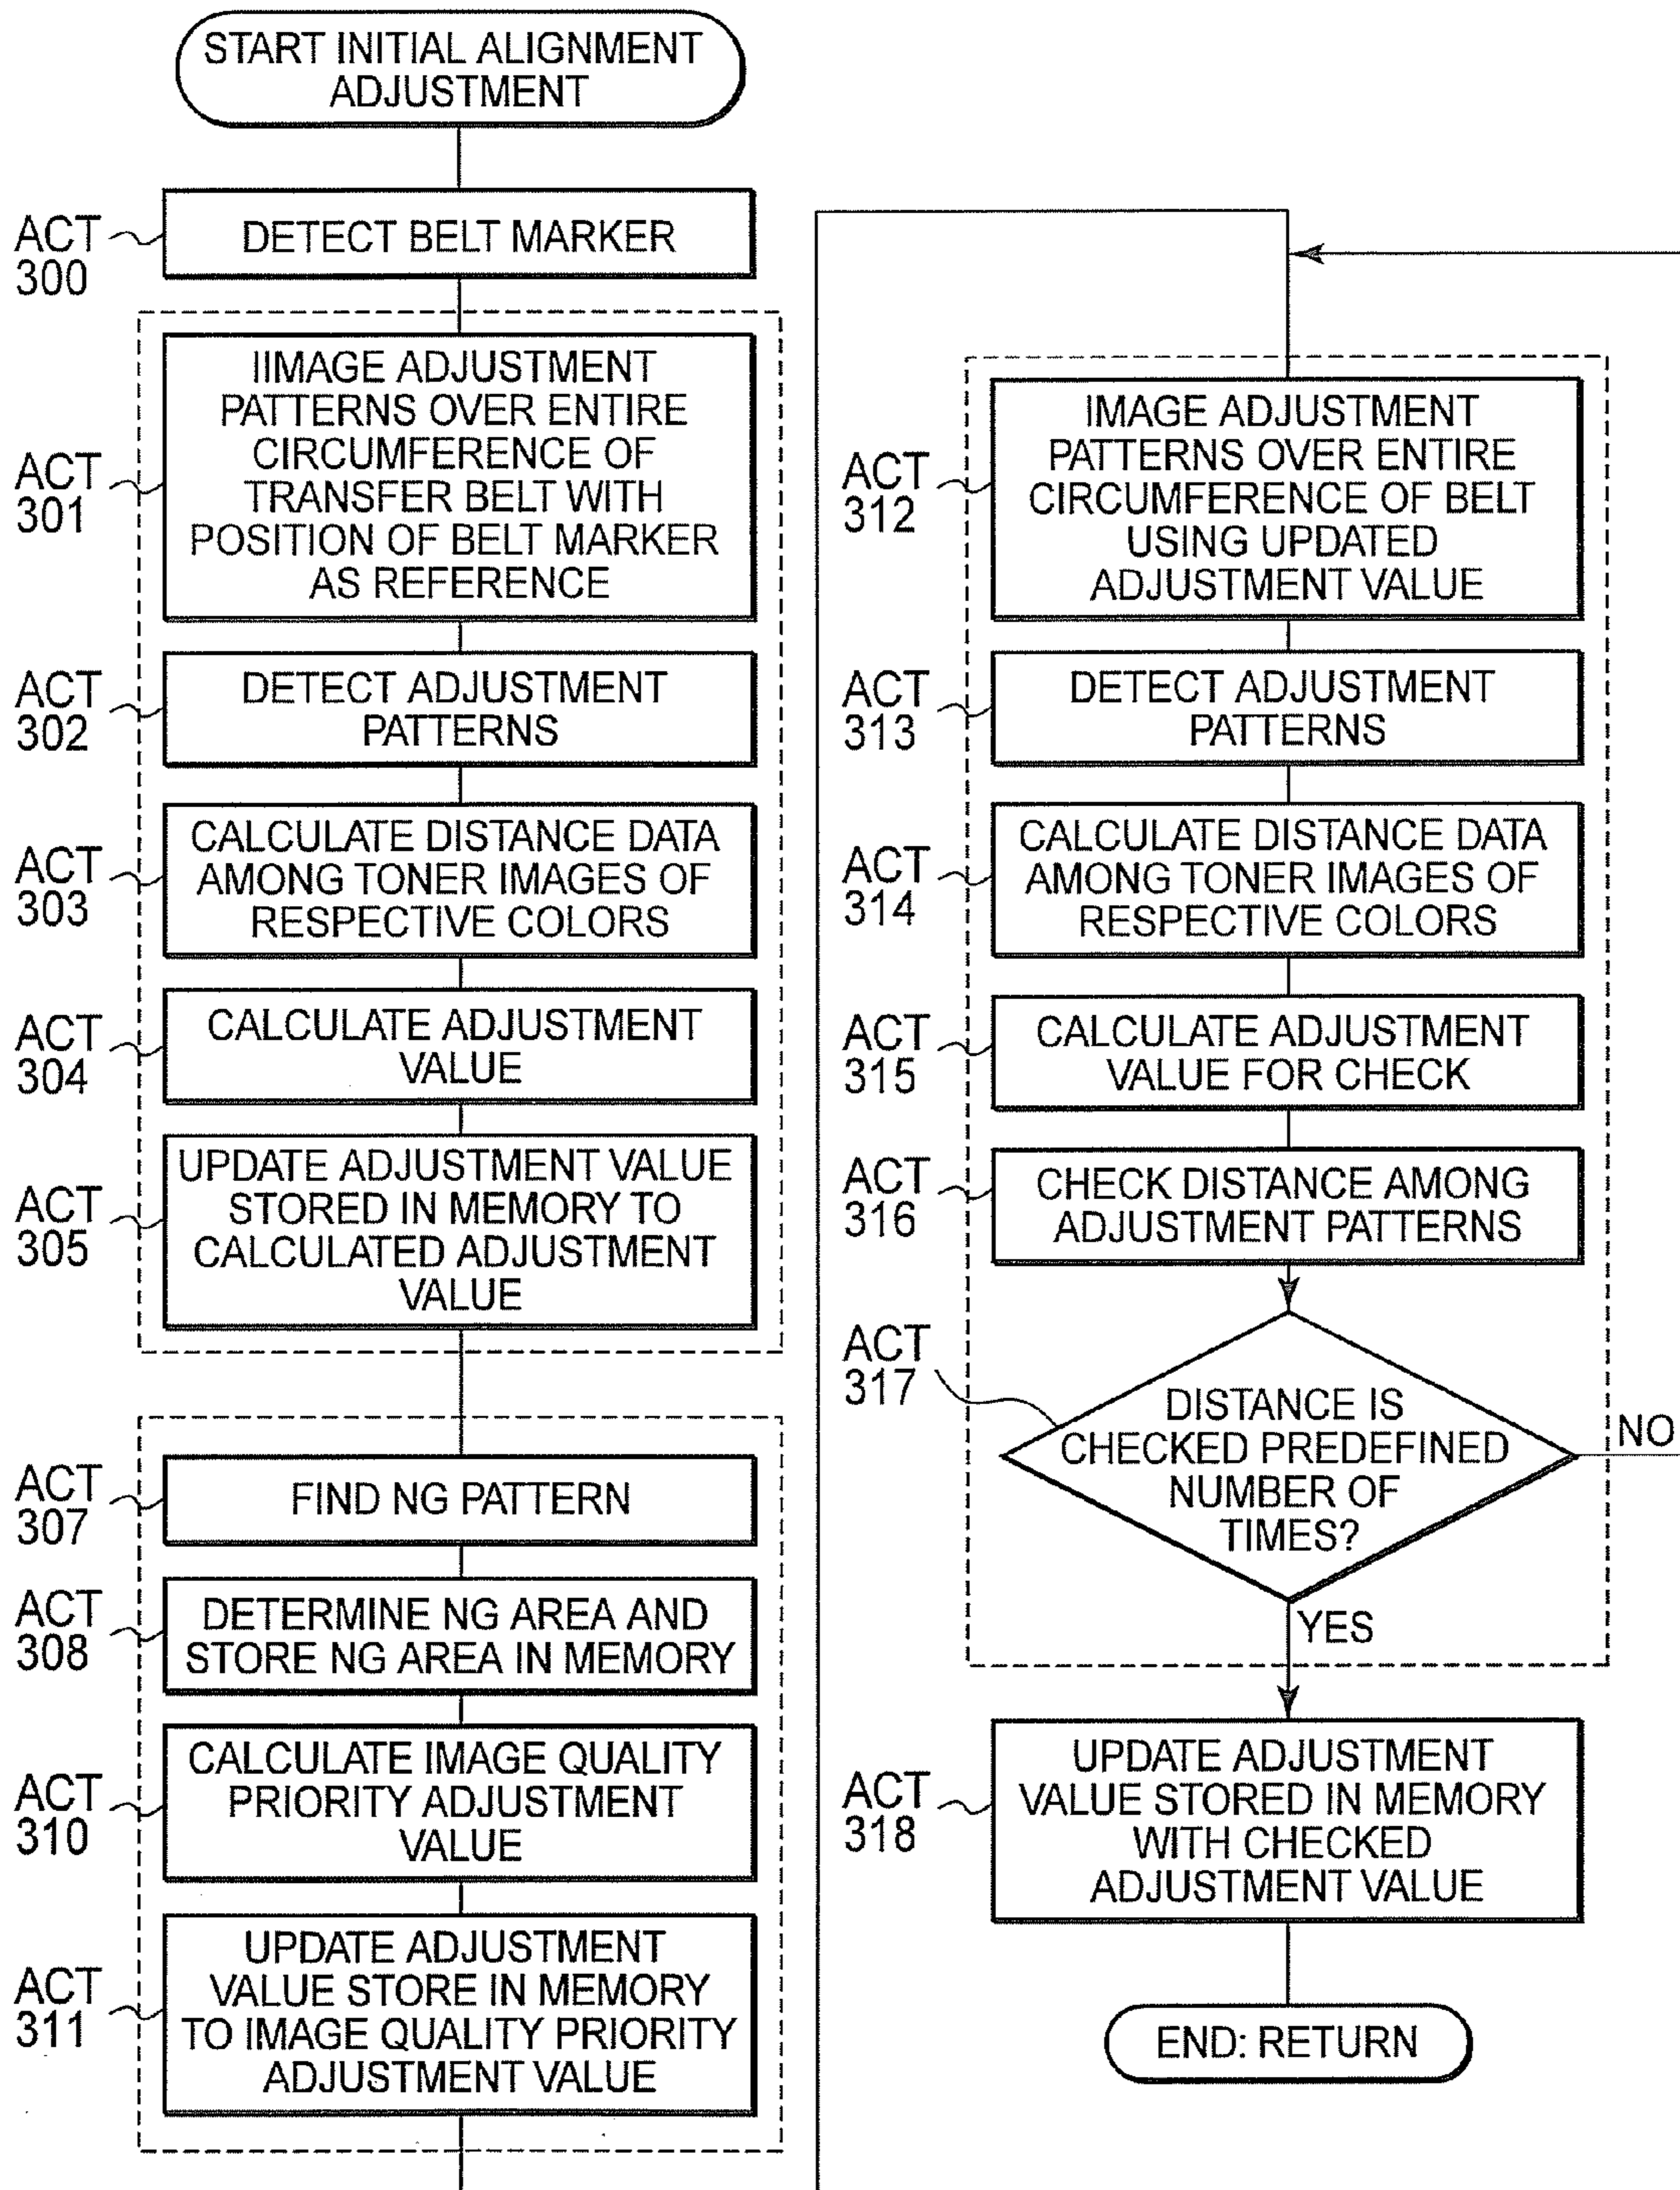 START INITIAL ALIGNMENT
ADJUSTMENT
ACT
300
DETECT BELT MARKER
ACT
301
IIMAGE ADJUSTMENT
PATTERNS OVER ENTIRE
CIRCUMFERENCE OF
TRANSFER BELT WITH
POSITION OF BELT MARKER
AS REFERENCE
ACT
302
DETECT ADJUSTMENT
PATTERNS
ACT
303
CALCULATE DISTANCE DATA
AMONG TONER IMAGES OF
RESPECTIVE COLORS
ACT
304
CALCULATE ADJUSTMENT
VALUE
ACT
305
UPDATE ADJUSTMENT VALUE
STORED IN MEMORY TO
CALCULATED ADJUSTMENT
VALUE
ACT
307
FIND NG PATTERN
ACT
308
DETERMINE NG AREA AND
STORE NG AREA IN MEMORY
ACT
310
CALCULATE IMAGE QUALITY
PRIORITY ADJUSTMENT
VALUE
ACT
311
UPDATE ADJUSTMENT
VALUE STORE IN MEMORY
TO IMAGE QUALITY PRIORITY
ADJUSTMENT VALUE
ACT
312
IMAGE ADJUSTMENT
PATTERNS OVER ENTIRE
CIRCUMFERENCE OF BELT
USING UPDATED
ADJUSTMENT VALUE
ACT
313
DETECT ADJUSTMENT
PATTERNS
ACT
314
CALCULATE DISTANCE DATA
AMONG TONER IMAGES OF
RESPECTIVE COLORS
ACT
315
CALCULATE ADJUSTMENT
VALUE FOR CHECK
ACT
316
CHECK DISTANCE AMONG
ADJUSTMENT PATTERNS
ACT
317
DISTANCE IS
CHECKED PREDEFINED
NUMBER OF
TIMES?
NO
YES
ACT
318
UPDATE ADJUSTMENT
VALUE STORED IN MEMORY
WITH CHECKED
ADJUSTMENT VALUE
END: RETURN